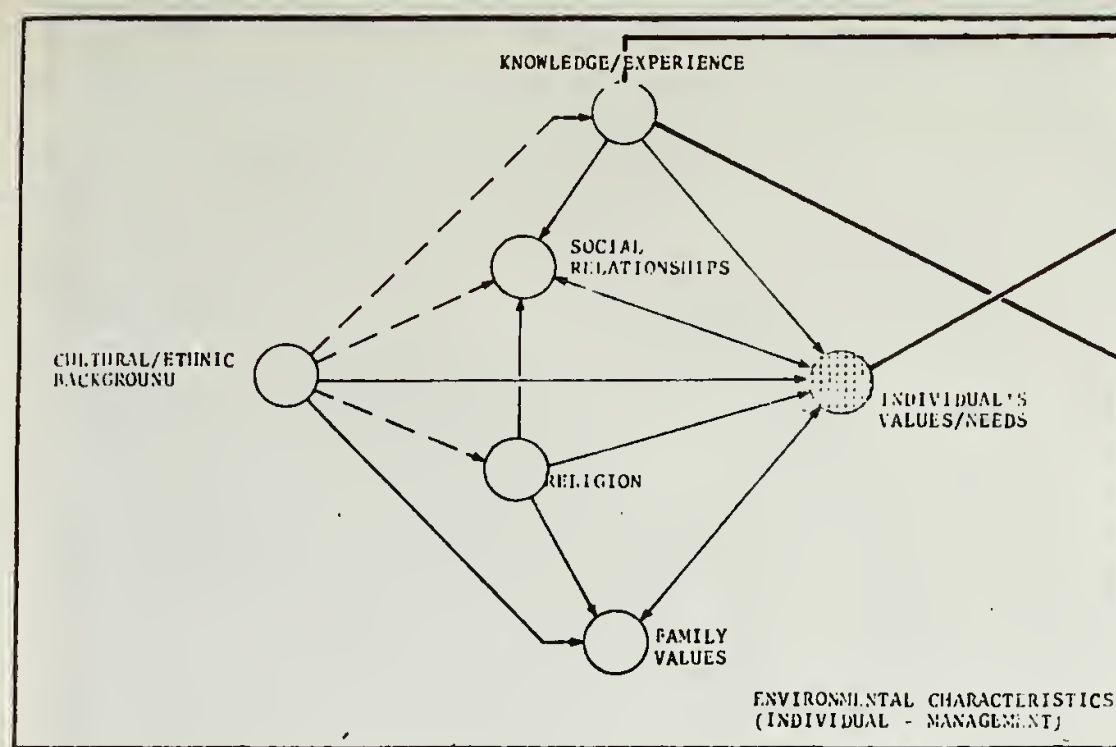 KNOWLEDGE/EXPERIENCE
SOCIAL
RELATIONSHIPS
CULTURAL/ETHNIC
BACKGROUND
INDIVIDUAL'S
VALUES/NEEDS
RELIGION
FAMILY
VALUES
ENVIRONMENTAL CHARACTERISTICS
(INDIVIDUAL - MANAGEMENT)